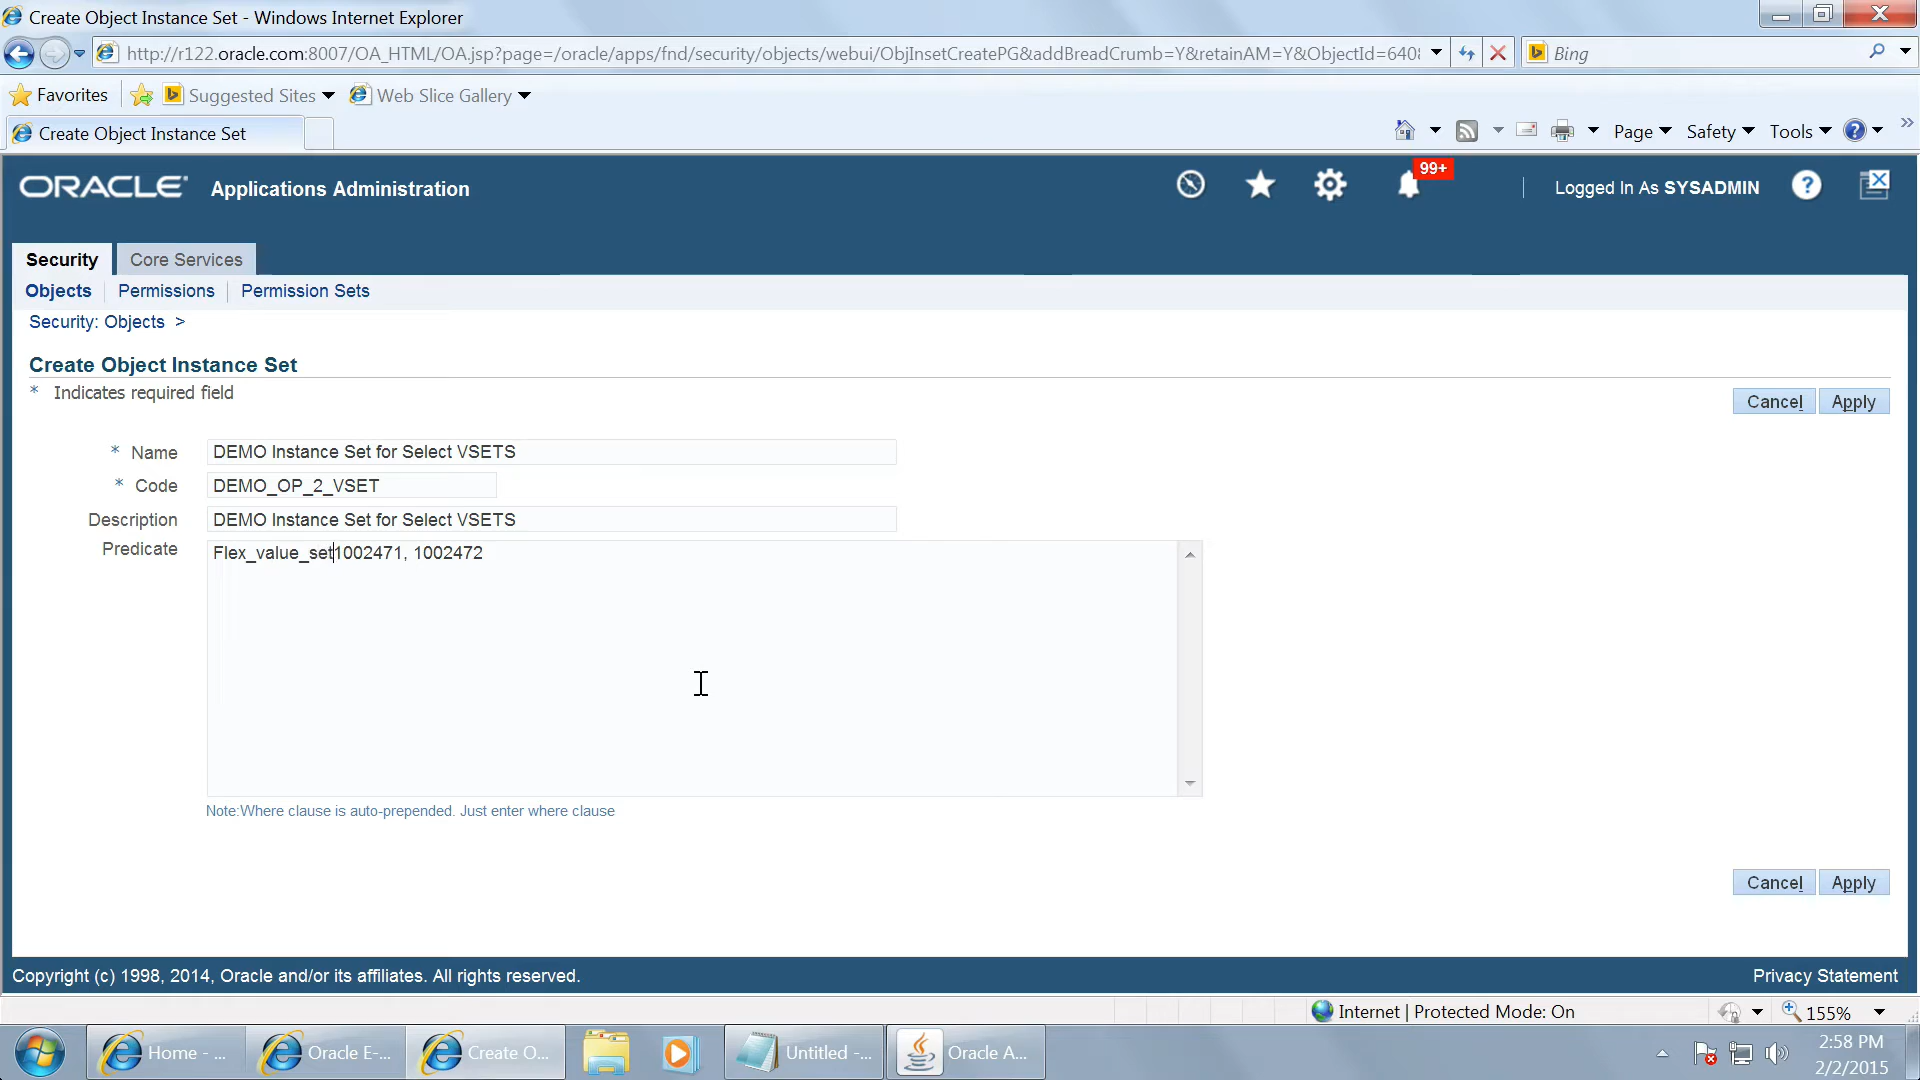 Create Object Instance Set - Windows Internet Explorer
http://r122.oracle.com:8007/OA_HTML/OA.jsp?page=/oracle/apps/fnd/security/objects/webui/ObjInsetCreatePG&addBreadCrumb=Y&retainAM=Y&ObjectId=6408
Bing
Favorites
Suggested Sites
Web Slice Gallery
Create Object Instance Set
Page
Safety
Tools
»
ORACLE
Applications Administration
99+
Logged In As SYSADMIN
Security
Core Services
Objects
Permissions
Permission Sets
Security: Objects >
Create Object Instance Set
* Indicates required field
Cancel
Apply
* Name DEMO Instance Set for Select VSETS
* Code DEMO_OP_2_VSET
Description DEMO Instance Set for Select VSETS
Predicate Flex_value_set1002471, 1002472
Note:Where clause is auto-prepended. Just enter where clause
Cancel
Apply
Copyright (c) 1998, 2014, Oracle and/or its affiliates. All rights reserved.
Privacy Statement
Internet | Protected Mode: On
155%
Home - ...
Oracle E-...
Create O...
Untitled -...
Oracle A...
2:58 PM
2/2/2015